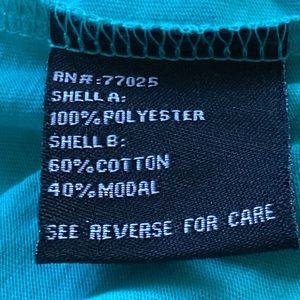 RN#:77025
SHELL A:
100%POLYESTER
SHELL B:
60%COTTON
40%MODAL
SEE REVERSE FOR CARE